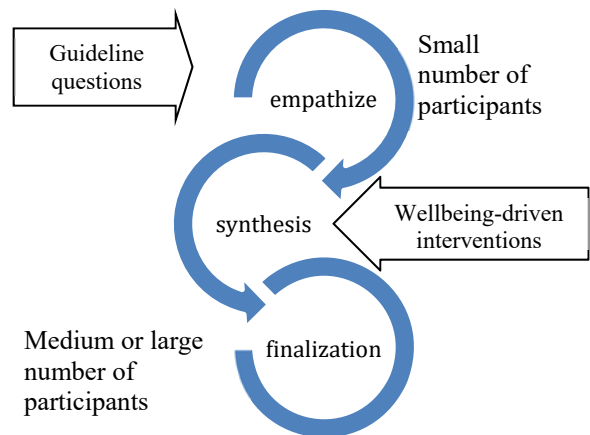 Guideline
questions
empathize
Small
number of
participants
synthesis
Wellbeing-driven
interventions
finalization
Medium or large
number of
participants